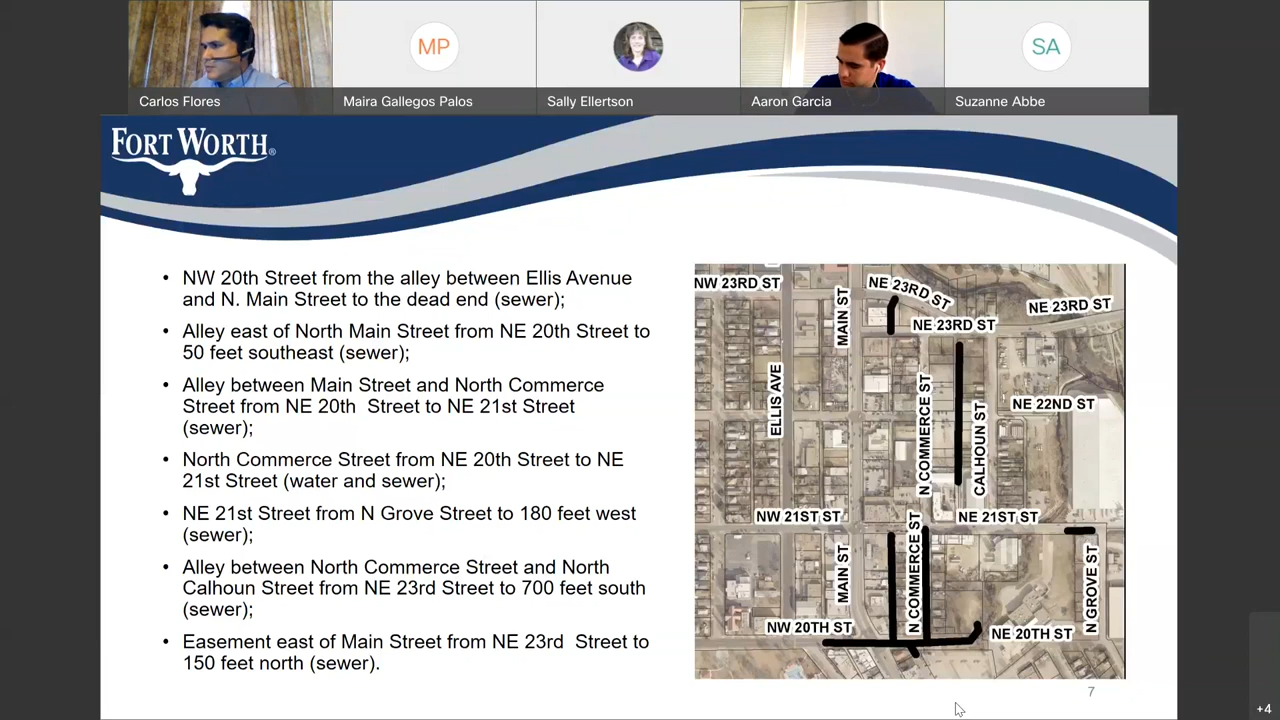 MP
SA
Carlos Flores
Maira Gallegos Palos
Sally Ellertson
Aaron Garcia
Suzanne Abbe
FORT WORTH®
• NW 20th Street from the alley between Ellis Avenue
and N. Main Street to the dead end (sewer);
• Alley east of North Main Street from NE 20th Street to
50 feet southeast (sewer);
• Alley between Main Street and North Commerce
Street from NE 20th Street to NE 21st Street
(sewer);
• North Commerce Street from NE 20th Street to NE
21st Street (water and sewer);
• NE 21st Street from N Grove Street to 180 feet west
(sewer);
• Alley between North Commerce Street and North
Calhoun Street from NE 23rd Street to 700 feet south
(sewer);
• Easement east of Main Street from NE 23rd Street to
150 feet north (sewer).
NW 23RD ST
MAIN ST
NE 23RD ST
NE 23RD ST
NE 23RD ST
ELLIS AVE
N COMMERCE ST
CALHOUN ST
NE 22ND ST
NW 21ST ST
N COMMERCE ST
NE 21ST ST
MAIN ST
N GROVE ST
NW 20TH ST
NE 20TH ST
7
+4